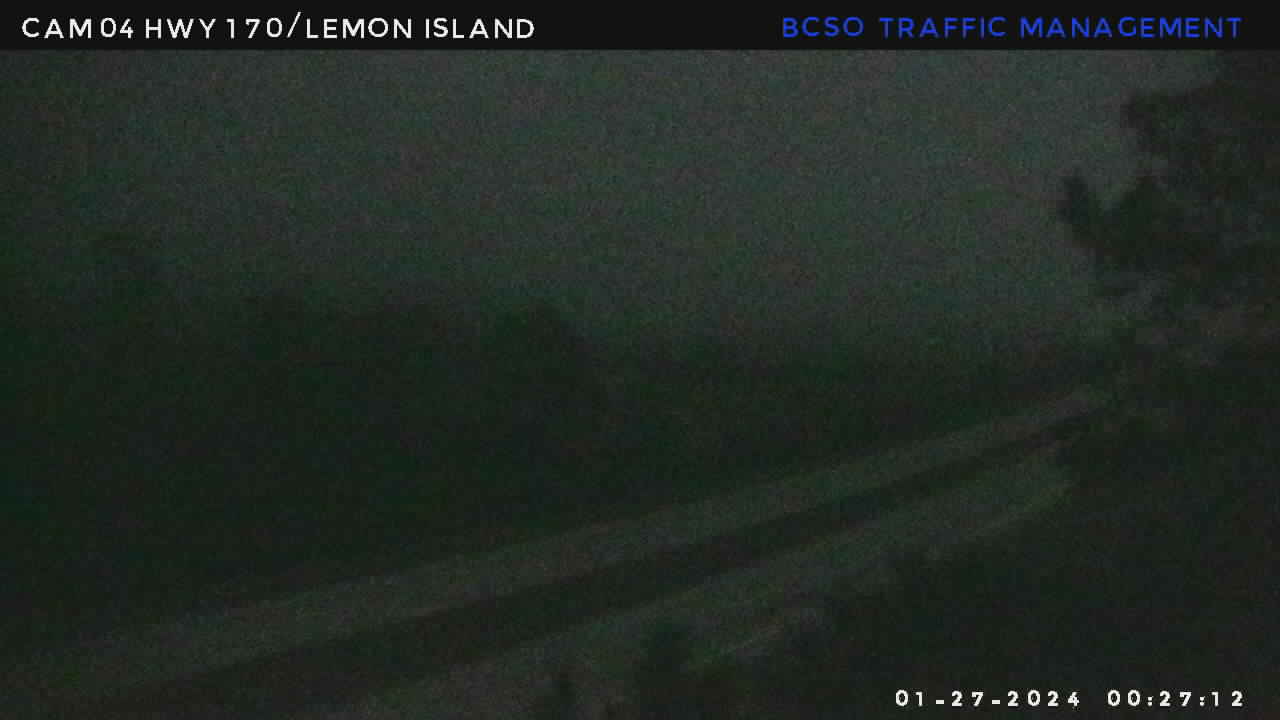 CAM04 HWY 170/LEMON ISLAND
BCSO TRAFFIC MANAGEMENT
01-27-2024 00:27:12